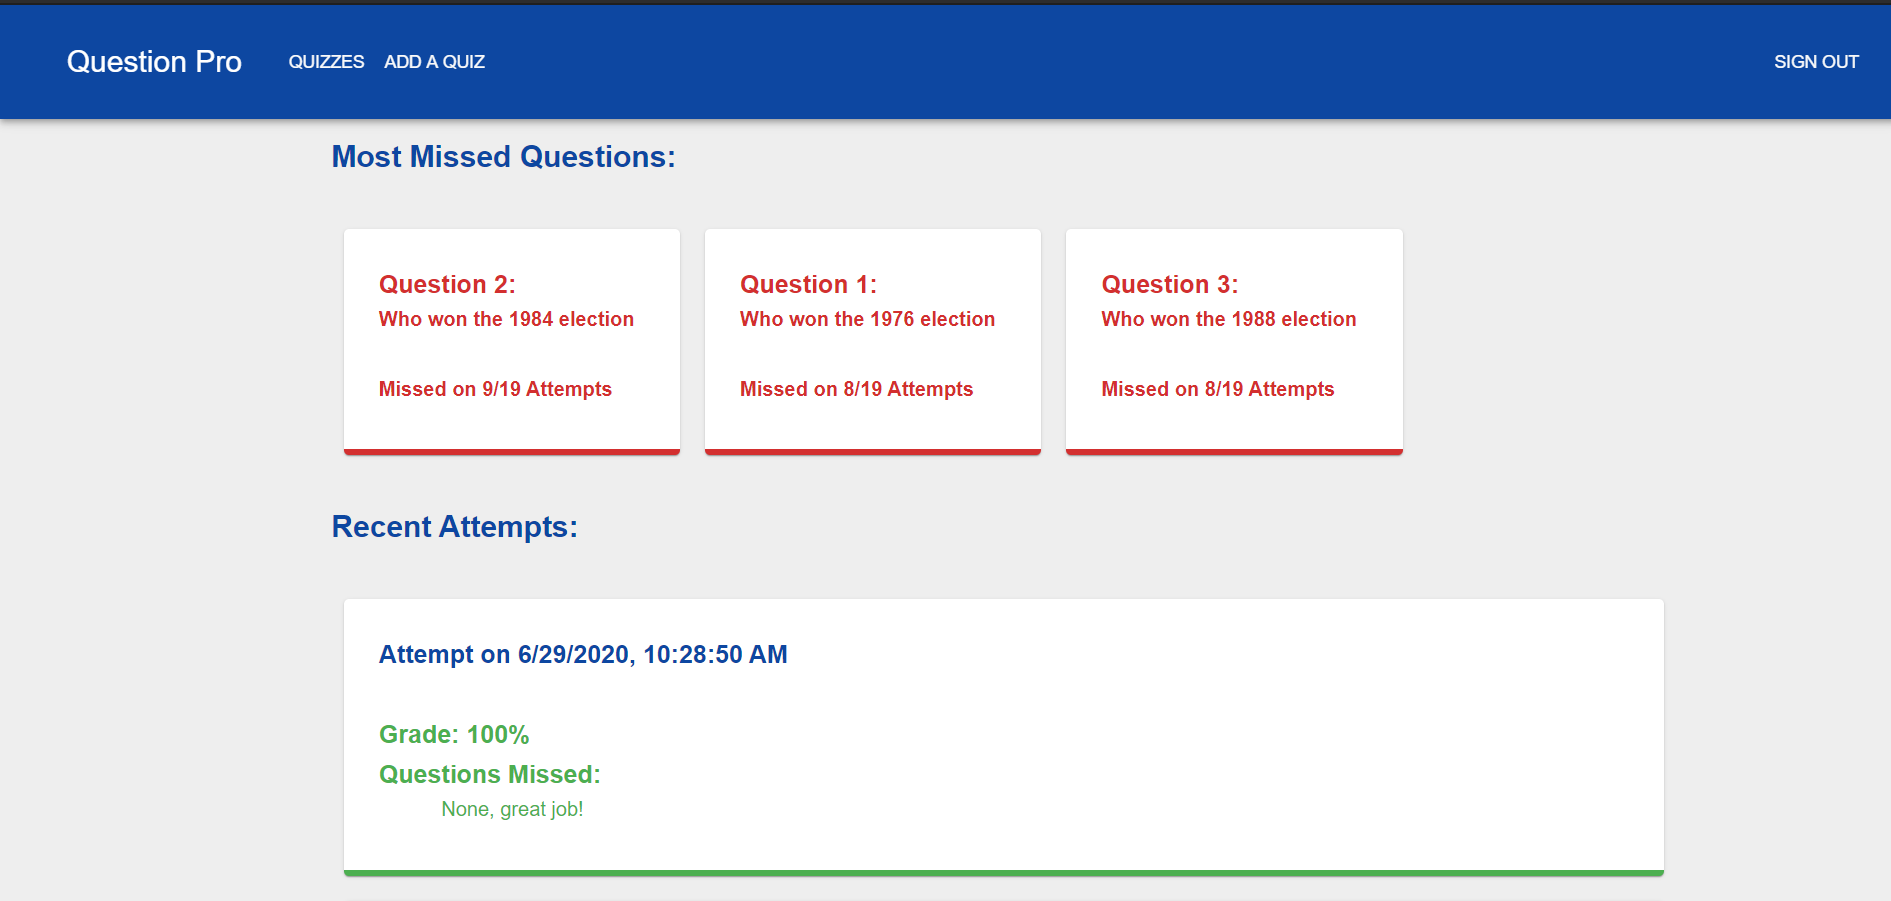 Question Pro QUIZZES ADD A QUIZ SIGN OUT
Most Missed Questions:
Question 2:
Who won the 1984 election
Missed on 9/19 Attempts
Question 1:
Who won the 1976 election
Missed on 8/19 Attempts
Question 3:
Who won the 1988 election
Missed on 8/19 Attempts
Recent Attempts:
Attempt on 6/29/2020, 10:28:50 AM
Grade: 100%
Questions Missed:
None, great job!